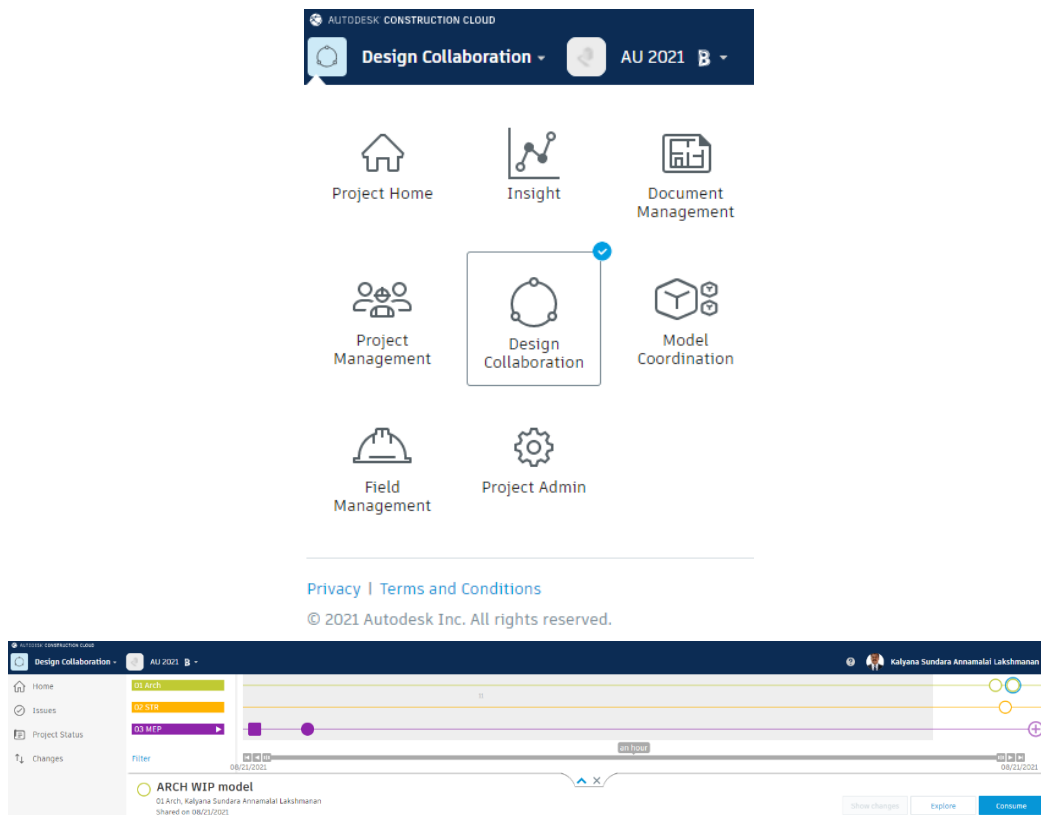 AUTODESK CONSTRUCTION CLOUD
Design Collaboration
AU 2021 B
Project Home
Insight
Document
Management
Project
Management
Design
Collaboration
Model
Coordination
Field
Management
Project Admin
Privacy | Terms and Conditions
© 2021 Autodesk Inc. All rights reserved.
AUTODESK CONSTRUCTION CLOUD
Design Collaboration
AU 2021 B
Kalyana Sundara Annamalai Lakshmanan
Home
01 Arch
Issues
02 STR
Project Status
03 MEP
Changes
Filter
an hour
08/21/2021
08/21/2021
ARCH WIP model
01 Arch, Kalyana Sundara Annamalai Lakshmanan
Shared on 08/21/2021
Show changes
Explore
Consume